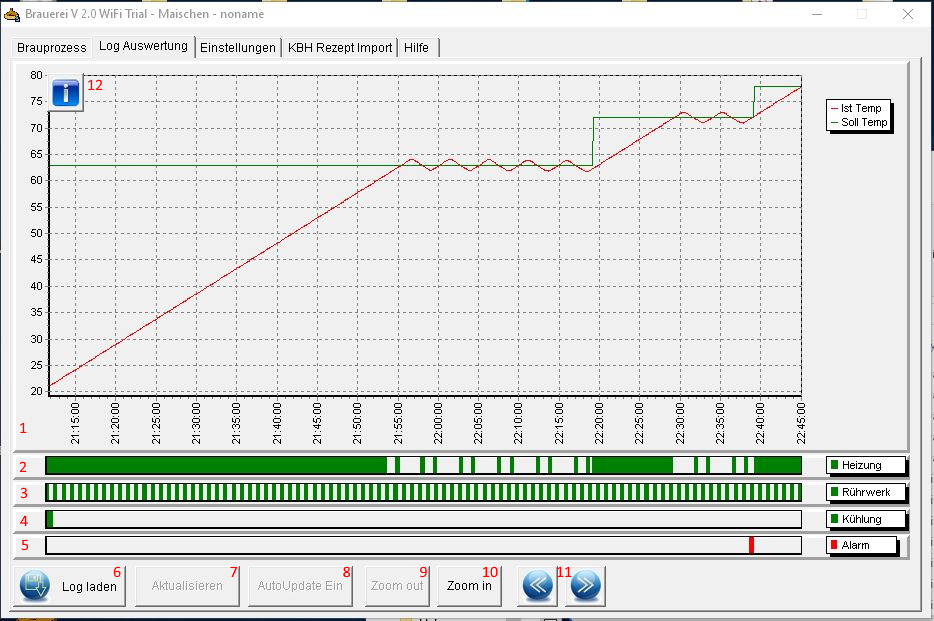 Brauerei V 2.0 WiFi Trial - Maischen - noname
Brauprozess Log Auswertung Einstellungen KBH Rezept Import Hilfe
12
80
75
70
65
60
55
50
45
40
35
30
25
20
Ist Temp
Soll Temp
21:15:00 21:20:00 21:25:00 21:30:00 21:35:00 21:40:00 21:45:00 21:50:00 21:55:00 22:00:00 22:05:00 22:10:00 22:15:00 22:20:00 22:25:00 22:30:00 22:35:00 22:40:00 22:45:00
1
2 Heizung
3 Rührwerk
4 Kühlung
5 Alarm
Log laden 6 Aktualisieren 7 AutoUpdate Ein 8 Zoom out 9 Zoom in 10 11